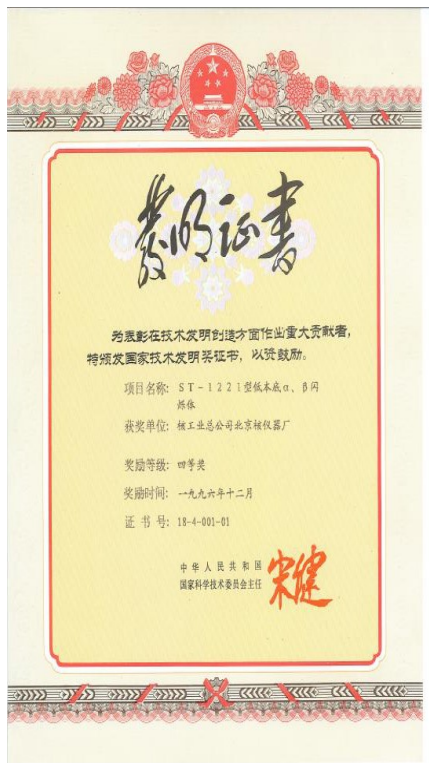 发明证书
为表彰在技术发明创造方面作出重大贡献者，
特颁发国家技术发明奖证书，以资鼓励。
项目名称：ST-1221型低本底α、β闪
烁体
获奖单位：核工业总公司北京核仪器厂
奖励等级：四等奖
奖励时间：一九九六年十二月
证书号：18-4-001-01
中华人民共和国
国家科学技术委员会主任 宋健